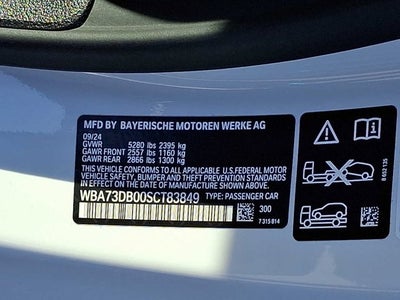 MFD BY BAYERISCHE MOTOREN WERKE AG
09/24
GVWR 5280 lbs 2395 kg
GAWR FRONT 2557 lbs 1160 kg
GAWR REAR 2866 lbs 1300 kg
THIS VEHICLE CONFORMS TO ALL APPLICABLE U.S. FEDERAL MOTOR
VEHICLE SAFETY, BUMPER, AND THEFT PREVENTION STANDARDS IN
EFFECT ON THE DATE OF MANUFACTURE SHOWN ABOVE.
WBA73DB00SCT83849 TYPE: PASSENGER CAR
300
7 315 814
8 652 135